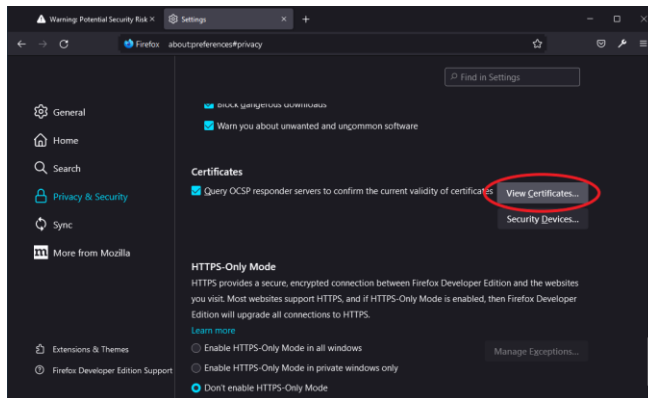 Warning: Potential Security Risk
Settings
Firefox about:preferences#privacy
Find in Settings
General
Home
Search
Privacy & Security
Sync
More from Mozilla
Extensions & Themes
Firefox Developer Edition Support
Block dangerous downloads
Warn you about unwanted and uncommon software
Certificates
Query OCSP responder servers to confirm the current validity of certificates
View Certificates...
Security Devices...
HTTPS-Only Mode
HTTPS provides a secure, encrypted connection between Firefox Developer Edition and the websites
you visit. Most websites support HTTPS, and if HTTPS-Only Mode is enabled, then Firefox Developer
Edition will upgrade all connections to HTTPS.
Learn more
Enable HTTPS-Only Mode in all windows
Manage Exceptions...
Enable HTTPS-Only Mode in private windows only
Don't enable HTTPS-Only Mode